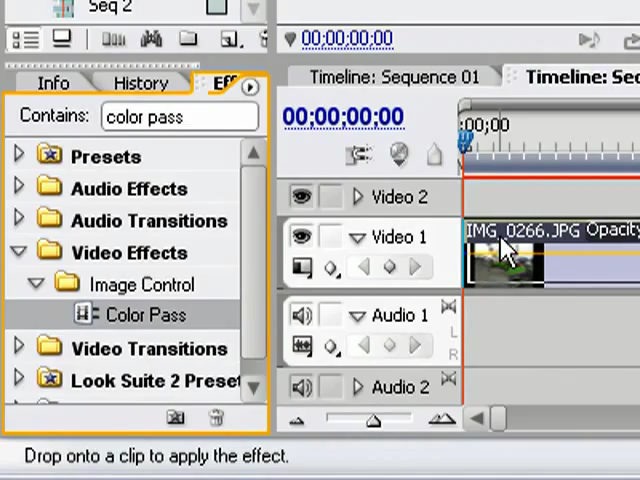 Seq 2
00;00;00;00
Info
History
Eff
Timeline: Sequence 01
Timeline: Sec
Contains: color pass
00;00;00;00
:00;00
Presets
Audio Effects
Audio Transitions
Video Effects
Image Control
Color Pass
Video Transitions
Look Suite 2 Preset
Video 2
Video 1
IMG_0266.JPG Opacity
Audio 1
L
R
Audio 2
Drop onto a clip to apply the effect.